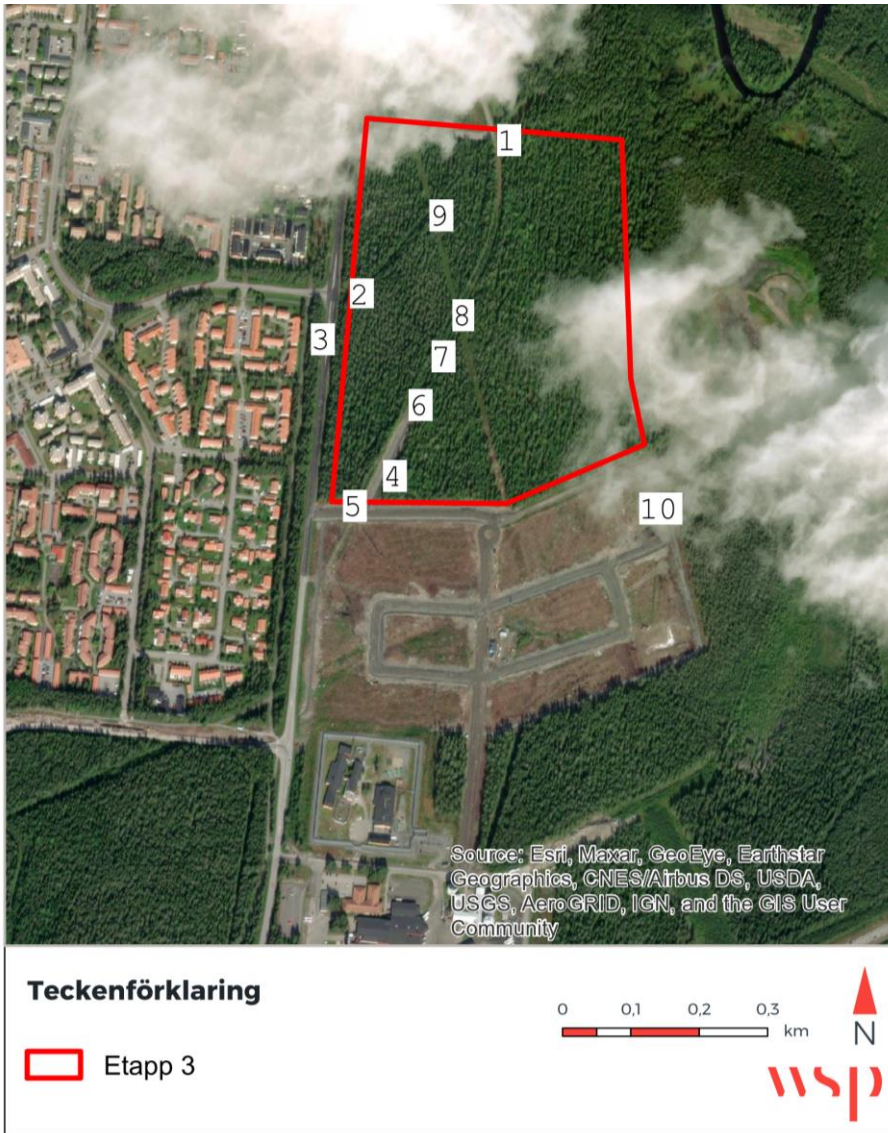 1
9
2
8
3
7
6
4
5
10
Source: Esri, Maxar, GeoEye, Earthstar
Geographics, CNES/Airbus DS, USDA,
USGS, AeroGRID, IGN, and the GIS User
Community
Teckenförklaring
Etapp 3
0 0,1 0,2 0,3
km
N
wsp